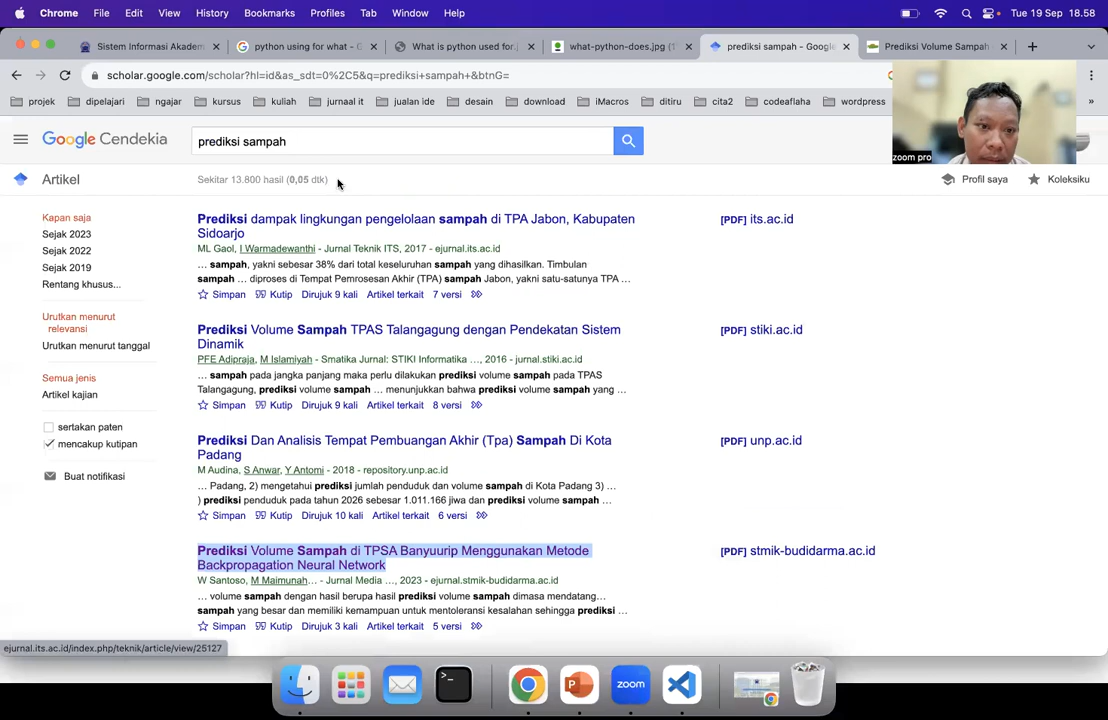 Chrome File Edit View History Bookmarks Profiles Tab Window Help Tue 19 Sep 18.58
Sistem Informasi Akadem python using for what - G What is python used for. what-python-does.jpg (1 prediksi sampah - Google Prediksi Volume Sampah
scholar.google.com/scholar?hl=id&as_sdt=0%2C5&q=prediksi+sampah+&btnG=
projek dipelajari ngajar kursus kuliah jurnaal it jualan ide desain download iMacros ditiru cita2 codeaflaha wordpress »
zoom pro
Google Cendekia prediksi sampah
Artikel Sekitar 13.800 hasil (0,05 dtk) Profil saya Koleksiku
Kapan saja
Sejak 2023
Sejak 2022
Sejak 2019
Rentang khusus...
Urutkan menurut
relevansi
Urutkan menurut tanggal
Semua jenis
Artikel kajian
sertakan paten
mencakup kutipan
Buat notifikasi
Prediksi dampak lingkungan pengelolaan sampah di TPA Jabon, Kabupaten
Sidoarjo
ML Gaol, I Warmadewanthi - Jurnal Teknik ITS, 2017 - ejurnal.its.ac.id
… sampah, yakni sebesar 38% dari total keseluruhan sampah yang dihasilkan. Timbulan
sampah … diproses di Tempat Pemrosesan Akhir (TPA) sampah Jabon, yakni satu-satunya TPA …
Simpan Kutip Dirujuk 9 kali Artikel terkait 7 versi
[PDF] its.ac.id
Prediksi Volume Sampah TPAS Talangagung dengan Pendekatan Sistem
Dinamik
PFE Adipraja, M Islamiyah - Smatika Jurnal: STIKI Informatika …, 2016 - jurnal.stiki.ac.id
… sampah pada jangka panjang maka perlu dilakukan prediksi volume sampah pada TPAS
Talangagung, prediksi volume sampah … menunjukkan bahwa prediksi volume sampah yang …
Simpan Kutip Dirujuk 9 kali Artikel terkait 8 versi
[PDF] stiki.ac.id
Prediksi Dan Analisis Tempat Pembuangan Akhir (Tpa) Sampah Di Kota
Padang
M Audina, S Anwar, Y Antomi - 2018 - repository.unp.ac.id
… Padang, 2) mengetahui prediksi jumlah penduduk dan volume sampah di Kota Padang 3) …
) prediksi penduduk pada tahun 2026 sebesar 1.011.166 jiwa dan prediksi volume sampah …
Simpan Kutip Dirujuk 10 kali Artikel terkait 6 versi
[PDF] unp.ac.id
Prediksi Volume Sampah di TPSA Banyuurip Menggunakan Metode
Backpropagation Neural Network
W Santoso, M Maimunah… - Jurnal Media …, 2023 - ejurnal.stmik-budidarma.ac.id
… volume sampah dengan hasil berupa hasil prediksi volume sampah dimasa mendatang…
sampah yang besar dan memiliki kemampuan untuk mentoleransi kesalahan sehingga prediksi …
Simpan Kutip Dirujuk 3 kali Artikel terkait 5 versi
[PDF] stmik-budidarma.ac.id
ejurnal.its.ac.id/index.php/teknik/article/view/25127
zoom